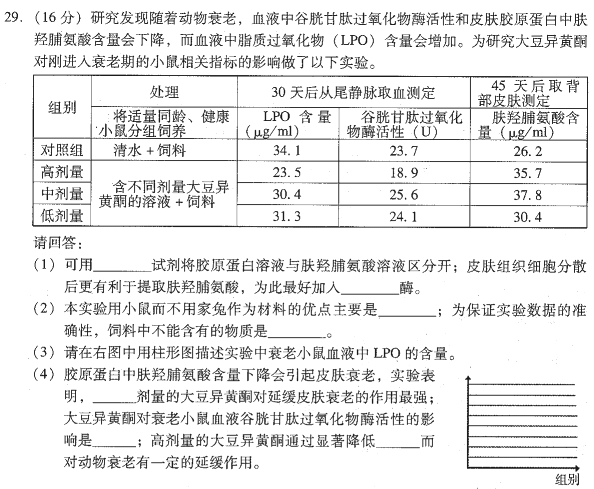 29.（16 分）研究发现随着动物衰老，血液中谷胱甘肽过氧化物酶活性和皮肤胶原蛋白中肤
羟脯氨酸含量会下降，而血液中脂质过氧化物（LPO）含量会增加。为研究大豆异黄酮
对刚进入衰老期的小鼠相关指标的影响做了以下实验。
组别 处理 30 天后从尾静脉取血测定 45 天后取背
部皮肤测定
将适量同龄、健康
小鼠分组饲养 LPO 含量
（μg/ml） 谷胱甘肽过氧化
物酶活性（U） 肤羟脯氨酸含
量（μg/ml）
对照组 清水＋饲料 34.1 23.7 26.2
高剂量 含不同剂量大豆异
黄酮的溶液＋饲料 23.5 18.9 35.7
中剂量 30.4 25.6 37.8
低剂量 31.3 24.1 30.4
请回答：
（1）可用______试剂将胶原蛋白溶液与肤羟脯氨酸溶液区分开；皮肤组织细胞分散
后更有利于提取肤羟脯氨酸，为此最好加入______酶。
（2）本实验用小鼠而不用家兔作为材料的优点主要是______；为保证实验数据的准
确性，饲料中不能含有的物质是______。
（3）请在右图中用柱形图描述实验中衰老小鼠血液中 LPO 的含量。
（4）胶原蛋白中肤羟脯氨酸含量下降会引起皮肤衰老，实验表
明，______剂量的大豆异黄酮对延缓皮肤衰老的作用最强；
大豆异黄酮对衰老小鼠血液谷胱甘肽过氧化物酶活性的影
响是______；高剂量的大豆异黄酮通过显著降低______而
对动物衰老有一定的延缓作用。
组别